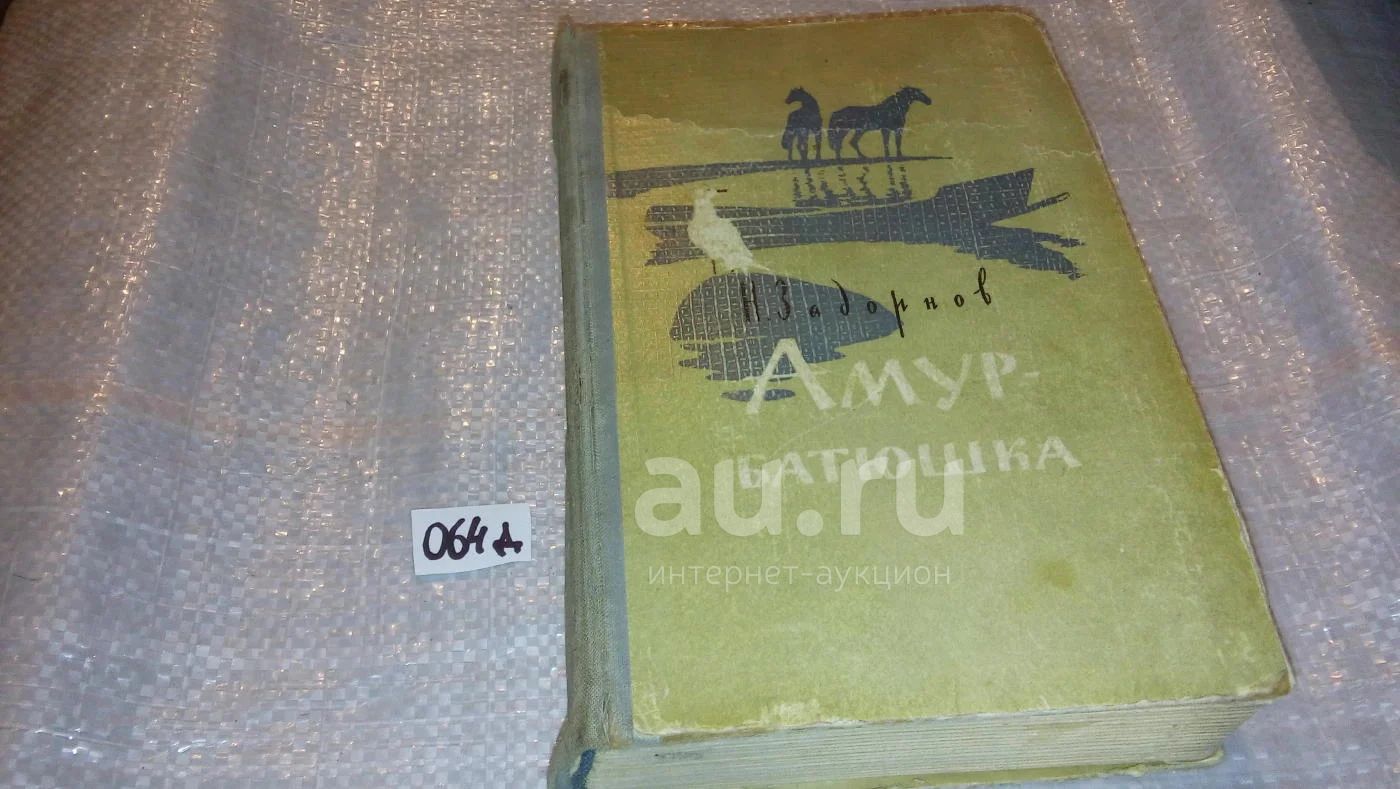 Н. Задорнов
Амур-
БАТЮШКА
au.ru
интернет-аукцион
064д